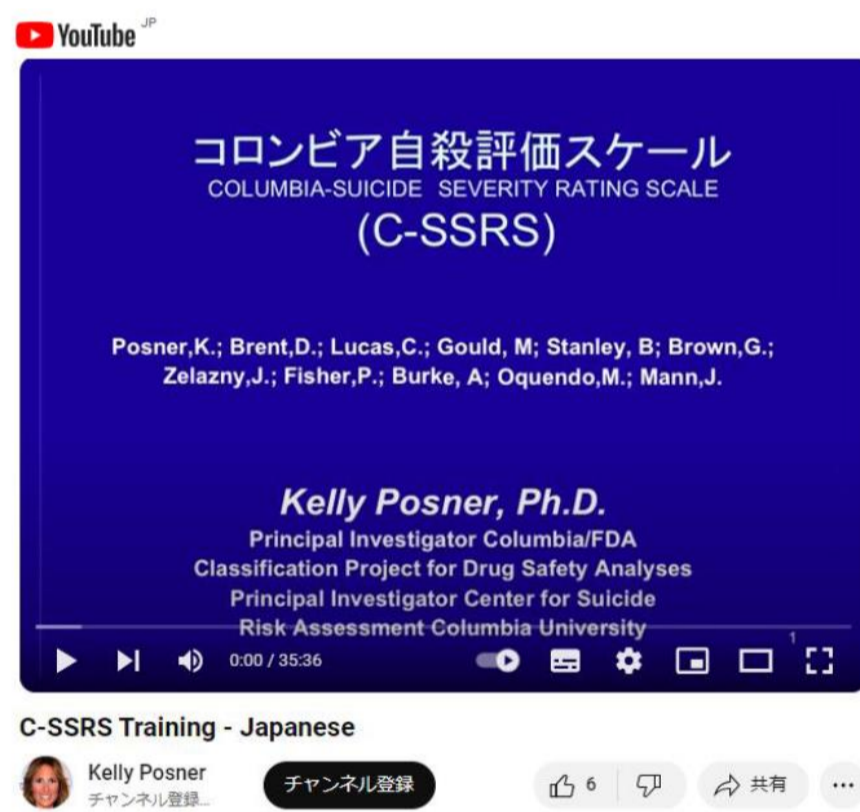 YouTube JP
コロンビア自殺評価スケール
COLUMBIA-SUICIDE SEVERITY RATING SCALE
(C-SSRS)
Posner,K.; Brent,D.; Lucas,C.; Gould, M; Stanley, B; Brown,G.;
Zelazny,J.; Fisher,P.; Burke, A; Oquendo,M.; Mann,J.
Kelly Posner, Ph.D.
Principal Investigator Columbia/FDA
Classification Project for Drug Safety Analyses
Principal Investigator Center for Suicide
Risk Assessment Columbia University
1
0:00 / 35:36
C-SSRS Training - Japanese
Kelly Posner
チャンネル登録...
チャンネル登録
6
共有